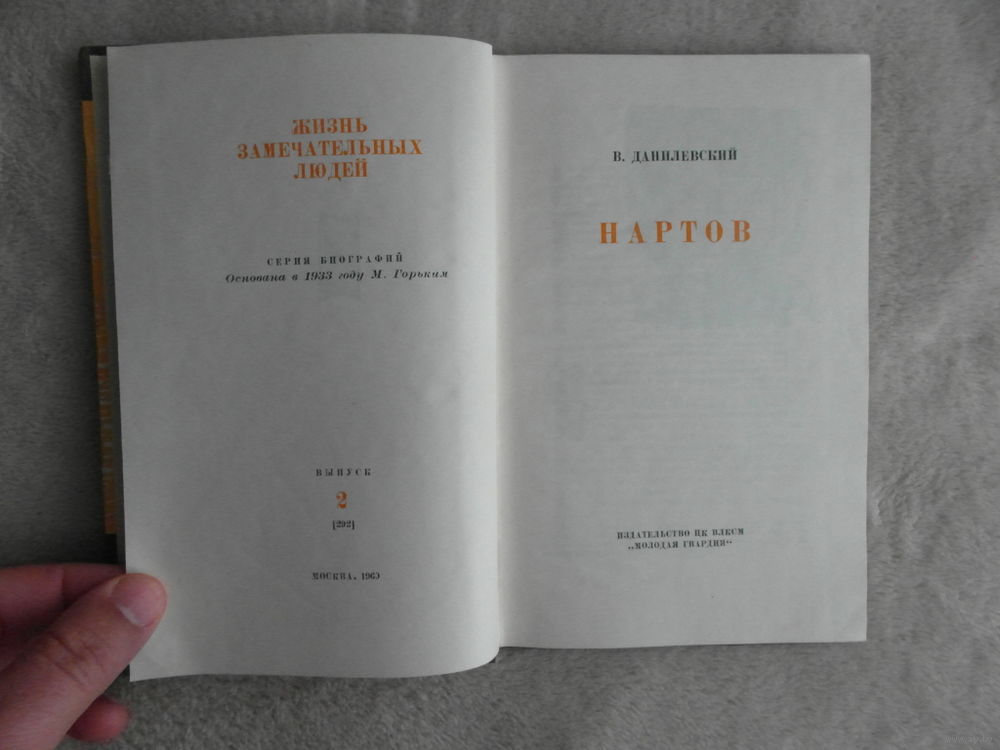 ЖИЗНЬ
ЗАМЕЧАТЕЛЬНЫХ
ЛЮДЕЙ
СЕРИЯ БИОГРАФИЙ
Основана в 1933 году М. Горьким
ВЫПУСК
2
[292]
МОСКВА, 1960
В. ДАНИЛЕВСКИЙ
НАРТОВ
ИЗДАТЕЛЬСТВО ЦК ВЛКСМ
„МОЛОДАЯ ГВАРДИЯ“